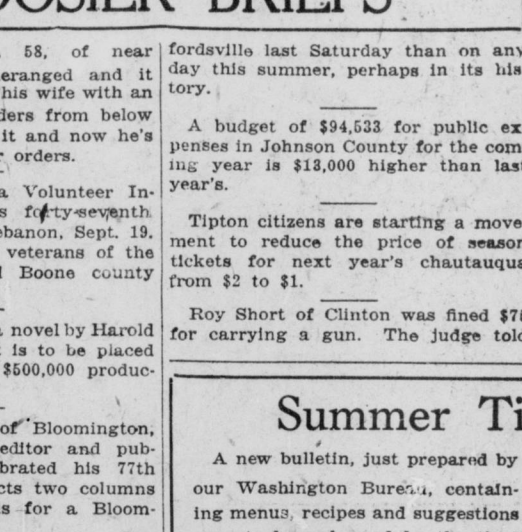 HOOSIER BRIEFS
58, of near
eranged and it
his wife with an
ders from below
it and now he's
orders.
a Volunteer In-
s forty-seventh
ebanon, Sept. 19.
veterans of the
Boone county
novel by Harold
is to be placed
$500,000 produc-
of Bloomington,
editor and pub-
brated his 77th
cts two columns
s for a Bloom-
fordsville last Saturday than on any
day this summer, perhaps in its his
tory.
A budget of $94,533 for public ex
penses in Johnson County for the com
ing year is $13,000 higher than last
year's.
Tipton citizens are starting a move
ment to reduce the price of season
tickets for next year's chautauqua
from $2 to $1.
Roy Short of Clinton was fined $7
for carrying a gun. The judge told
Summer Ti
A new bulletin, just prepared by
our Washington Bureau, contain-
ing menus, recipes and suggestions